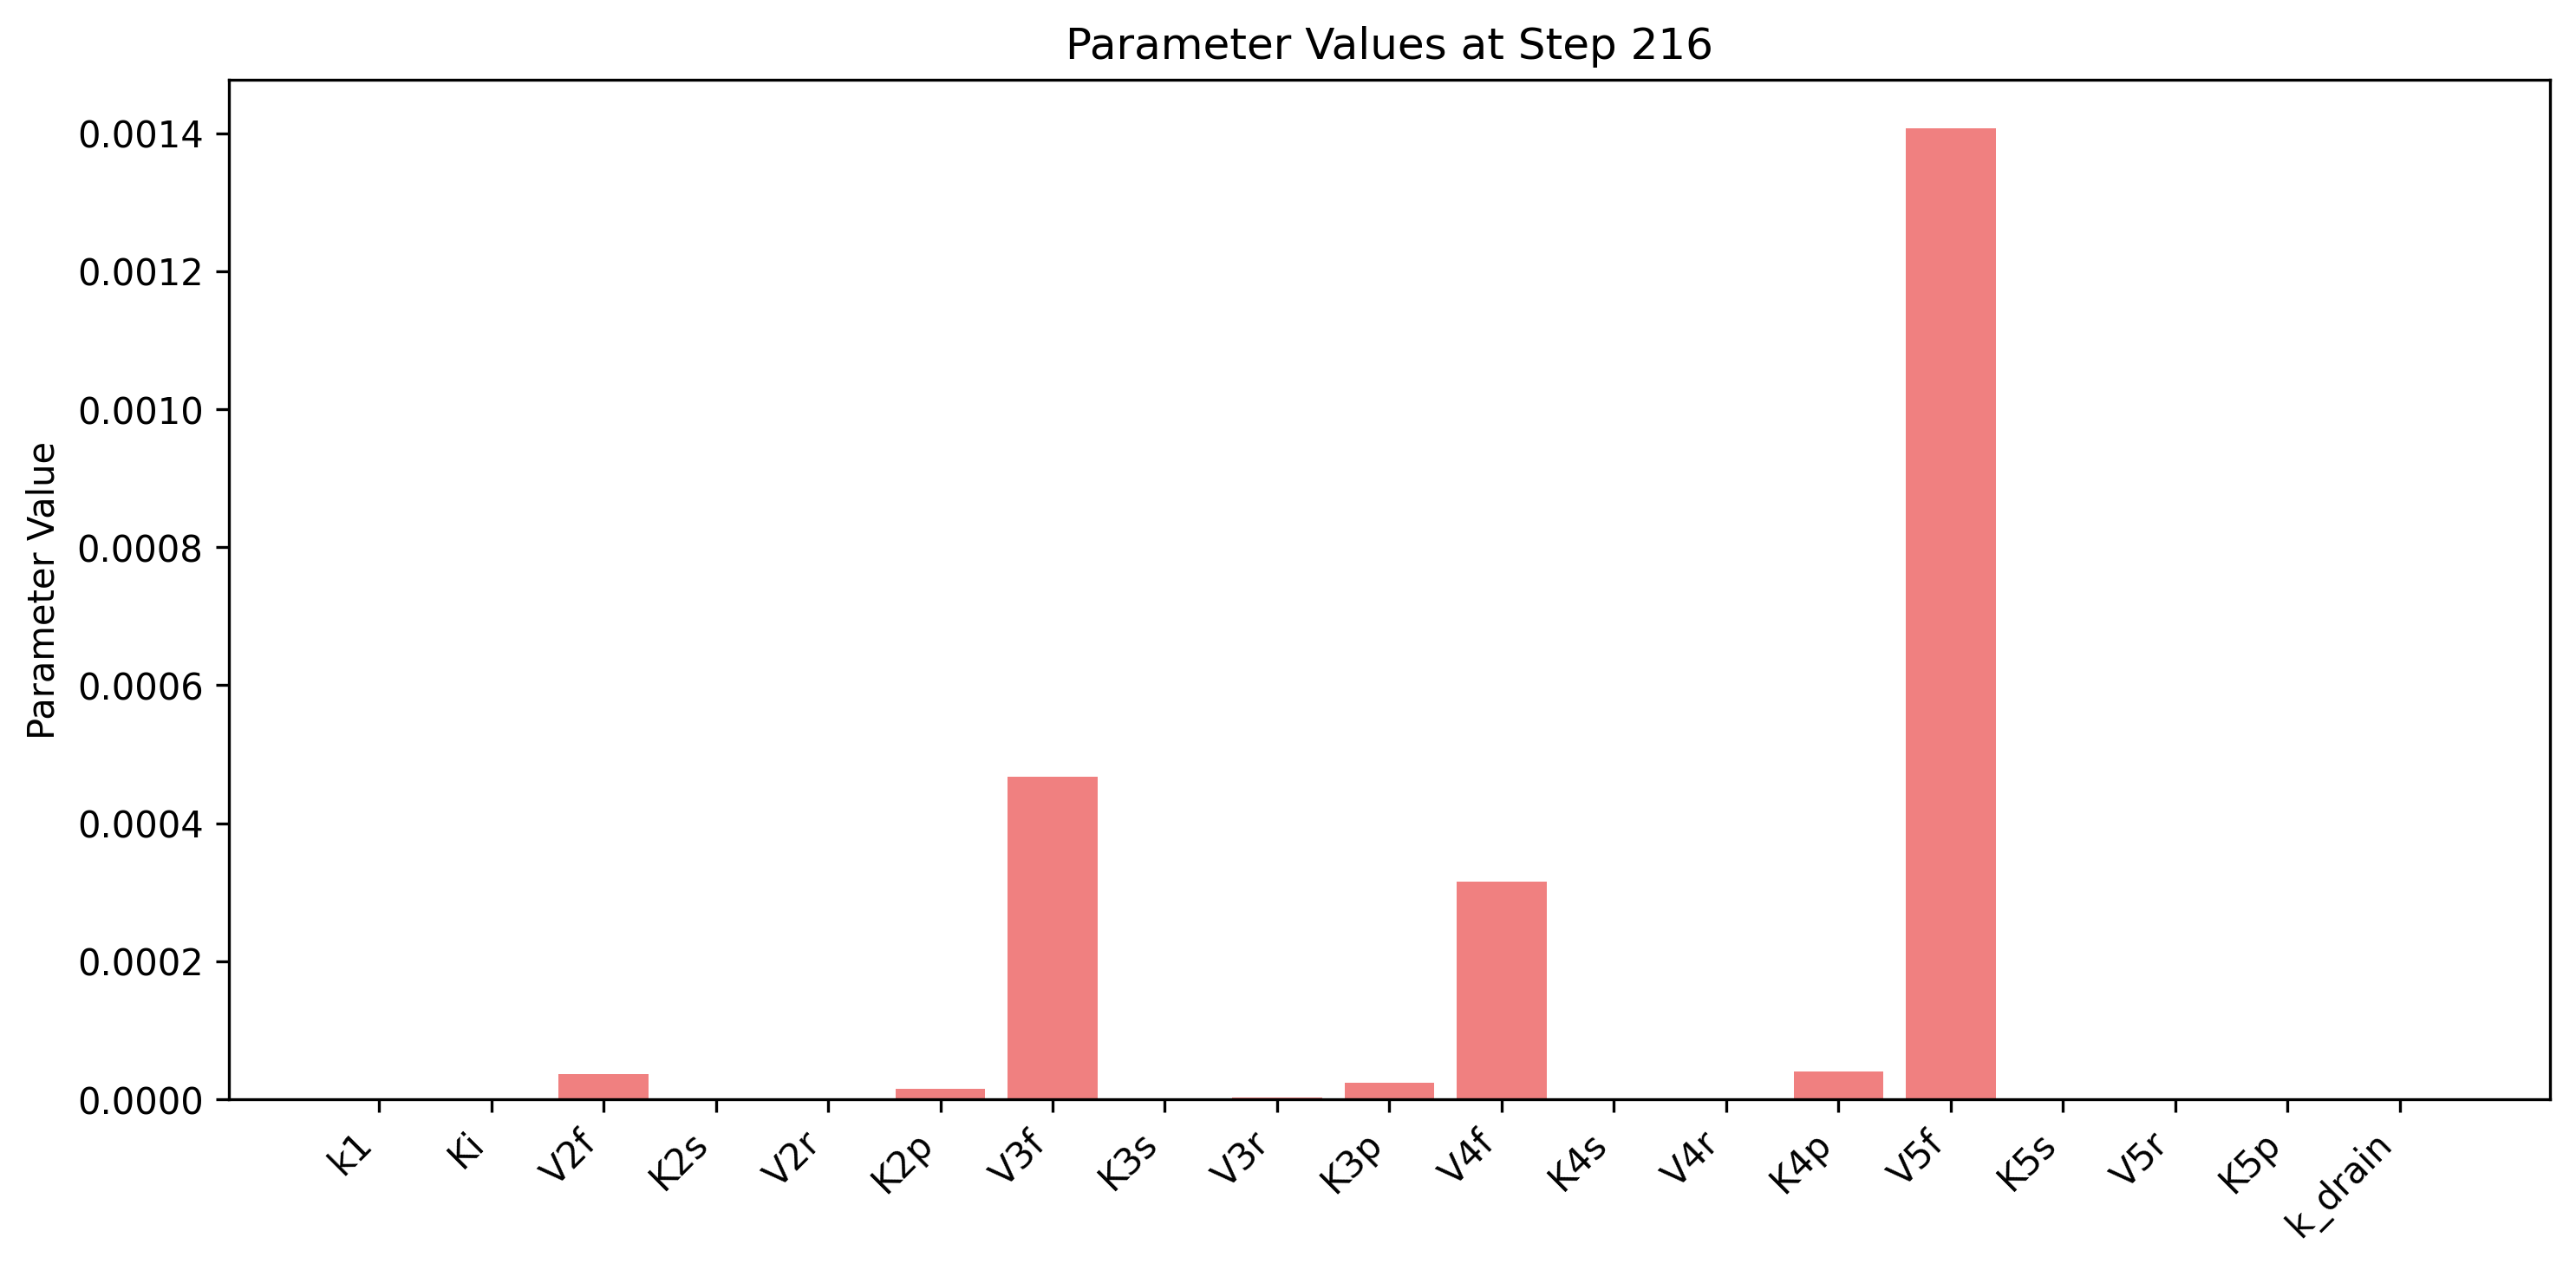 Parameter Values at Step 216
Parameter Value
0.0014
0.0012
0.0010
0.0008
0.0006
0.0004
0.0002
0.0000
k1
Ki
V2f
K2s
V2r
K2p
V3f
K3s
V3r
K3p
V4f
K4s
V4r
K4p
V5f
K5s
V5r
K5p
k_drain